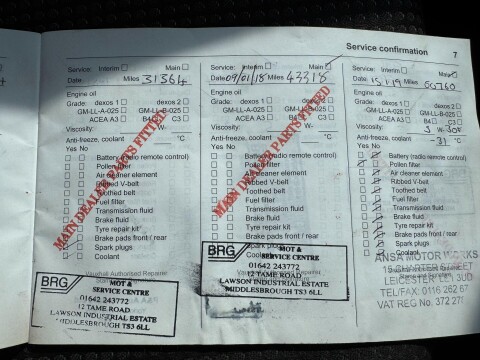 Service confirmation 7
Service: Interim Main
Date Miles 31364
Engine oil
Grade: dexos 1 dexos 2
GM-LL-A-025 GM-LL-B-025
ACEA A3 B4 C3
Viscosity: W-
Anti-freeze, coolant °C
Yes No
Battery (radio remote control)
Pollen filter
Air cleaner element
Ribbed V-belt
Toothed belt
Fuel filter
Transmission fluid
Brake fluid
Tyre repair kit
Brake pads front / rear
Spark plugs
Coolant
MAIN DEALER PARTS FITTED
Vauxhall Authorised Repairer
BRG MOT &
SERVICE CENTRE
01642 243772
12 TAME ROAD
LAWSON INDUSTRIAL ESTATE
MIDDLESBROUGH TS3 6LL
Service: Interim Main
Date 09/01/18 Miles 43318
Engine oil
Grade: dexos 1 dexos 2
GM-LL-A-025 GM-LL-B-025
ACEA A3 B4 C3
Viscosity: W-
Anti-freeze, coolant °C
Yes No
Battery (radio remote control)
Pollen filter
Air cleaner element
Ribbed V-belt
Toothed belt
Fuel filter
Transmission fluid
Brake fluid
Tyre repair kit
Brake pads front / rear
Spark plugs
MAIN DEALER PARTS FITTED
BRG MOT &
SERVICE CENTRE
01642 243772
12 TAME ROAD
LAWSON INDUSTRIAL ESTATE
MIDDLESBROUGH TS3 6LL
Service: Interim Main
Date Miles
Engine oil
Grade: dexos 1 dexos 2
GM-LL-A-025 GM-LL-B-025
ACEA A3 B4 C3
Viscosity: 5 W-30
Anti-freeze, coolant -31 °C
Yes No
Battery (radio remote control)
Pollen filter
Air cleaner element
Ribbed V-belt
Toothed belt
Fuel filter
Transmission fluid
Brake fluid
Tyre repair kit
Brake pads front / rear
Spark plugs
Coolant
ANSA MOTOR WORKS
STREET
LEICESTER
TEL/FAX: 0116 262 67
VAT REG No. 372 27